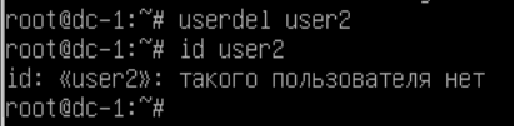 root@dc-1:~# userdel user2
root@dc-1:~# id user2
id: «user2»: такого пользователя нет
root@dc-1:~#